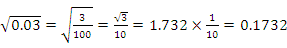 √0.03 = √(3/100) = √3/10 = 1.732 × 1/10 = 0.1732